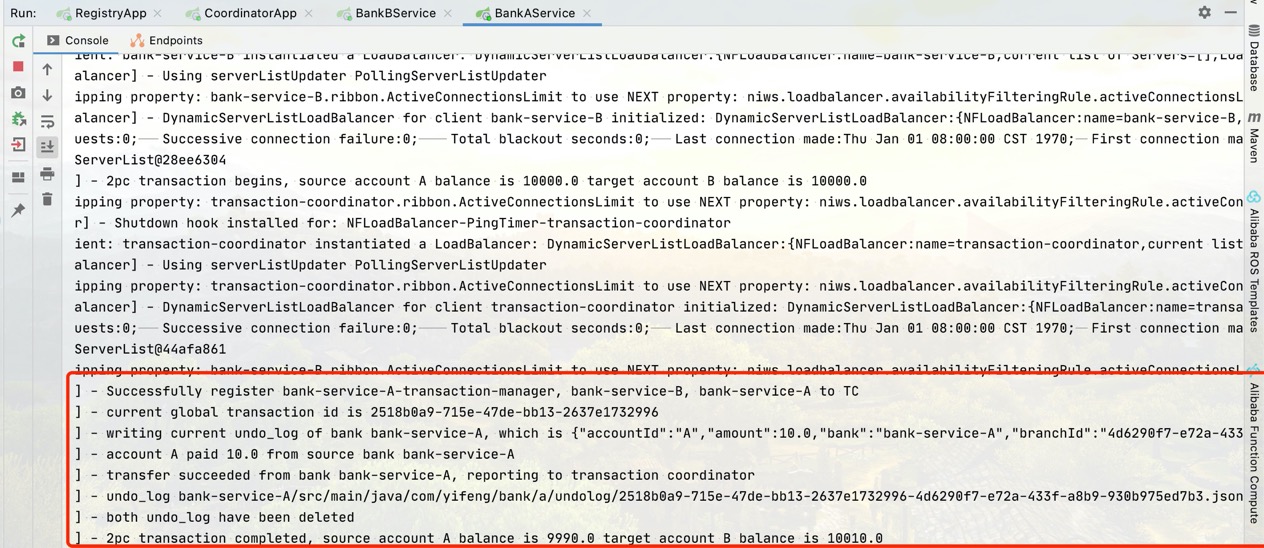 Run: RegistryApp × CoordinatorApp × BankBService × BankAService ×
Console Endpoints
ient: bank-service-B instantiated a LoadBalancer: DynamicServerListLoadBalancer:{NFLoadBalancer:name=bank-service-B,current list of Servers=[],Loa
alancer] - Using serverListUpdater PollingServerListUpdater
ipping property: bank-service-B.ribbon.ActiveConnectionsLimit to use NEXT property: niws.loadbalancer.availabilityFilteringRule.activeConnectionsL
alancer] - DynamicServerListLoadBalancer for client bank-service-B initialized: DynamicServerListLoadBalancer:{NFLoadBalancer:name=bank-service-B,
uests:0; Successive connection failure:0; Total blackout seconds:0; Last connection made:Thu Jan 01 08:00:00 CST 1970; First connection ma
ServerList@28ee6304
] - 2pc transaction begins, source account A balance is 10000.0 target account B balance is 10000.0
ipping property: transaction-coordinator.ribbon.ActiveConnectionsLimit to use NEXT property: niws.loadbalancer.availabilityFilteringRule.activeCon
r] - Shutdown hook installed for: NFLoadBalancer-PingTimer-transaction-coordinator
ient: transaction-coordinator instantiated a LoadBalancer: DynamicServerListLoadBalancer:{NFLoadBalancer:name=transaction-coordinator,current list
alancer] - Using serverListUpdater PollingServerListUpdater
ipping property: transaction-coordinator.ribbon.ActiveConnectionsLimit to use NEXT property: niws.loadbalancer.availabilityFilteringRule.activeCon
alancer] - DynamicServerListLoadBalancer for client transaction-coordinator initialized: DynamicServerListLoadBalancer:{NFLoadBalancer:name=transa
uests:0; Successive connection failure:0; Total blackout seconds:0; Last connection made:Thu Jan 01 08:00:00 CST 1970; First connection ma
ServerList@44afa861
ipping property: bank-service-B.ribbon.ActiveConnectionsLimit to use NEXT property: niws.loadbalancer.availabilityFilteringRule.activeConnectionsL
] - Successfully register bank-service-A-transaction-manager, bank-service-B, bank-service-A to TC
] - current global transaction id is 2518b0a9-715e-47de-bb13-2637e1732996
] - writing current undo_log of bank bank-service-A, which is {"accountId":"A","amount":10.0,"bank":"bank-service-A","branchId":"4d6290f7-e72a-433
] - account A paid 10.0 from source bank bank-service-A
] - transfer succeeded from bank bank-service-A, reporting to transaction coordinator
] - undo_log bank-service-A/src/main/java/com/yifeng/bank/a/undolog/2518b0a9-715e-47de-bb13-2637e1732996-4d6290f7-e72a-433f-a8b9-930b975ed7b3.json
] - both undo_log have been deleted
] - 2pc transaction completed, source account A balance is 9990.0 target account B balance is 10010.0
Database
Maven
Alibaba ROS Templates
Alibaba Function Compute